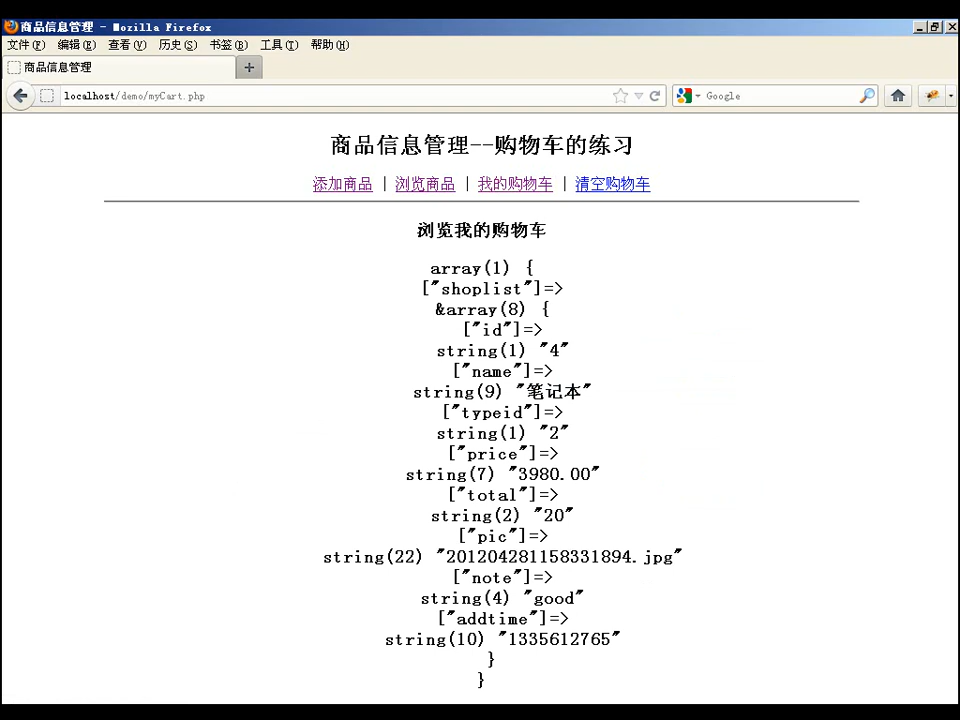 商品信息管理 - Mozilla Firefox
文件(F) 编辑(E) 查看(V) 历史(S) 书签(B) 工具(T) 帮助(H)
商品信息管理
localhost/demo/myCart.php
Google
商品信息管理--购物车的练习
添加商品 | 浏览商品 | 我的购物车 | 清空购物车
浏览我的购物车
array(1) {
["shoplist"]=>
&array(8) {
["id"]=>
string(1) "4"
["name"]=>
string(9) "笔记本"
["typeid"]=>
string(1) "2"
["price"]=>
string(7) "3980.00"
["total"]=>
string(2) "20"
["pic"]=>
string(22) "201204281158331894.jpg"
["note"]=>
string(4) "good"
["addtime"]=>
string(10) "1335612765"
}
}